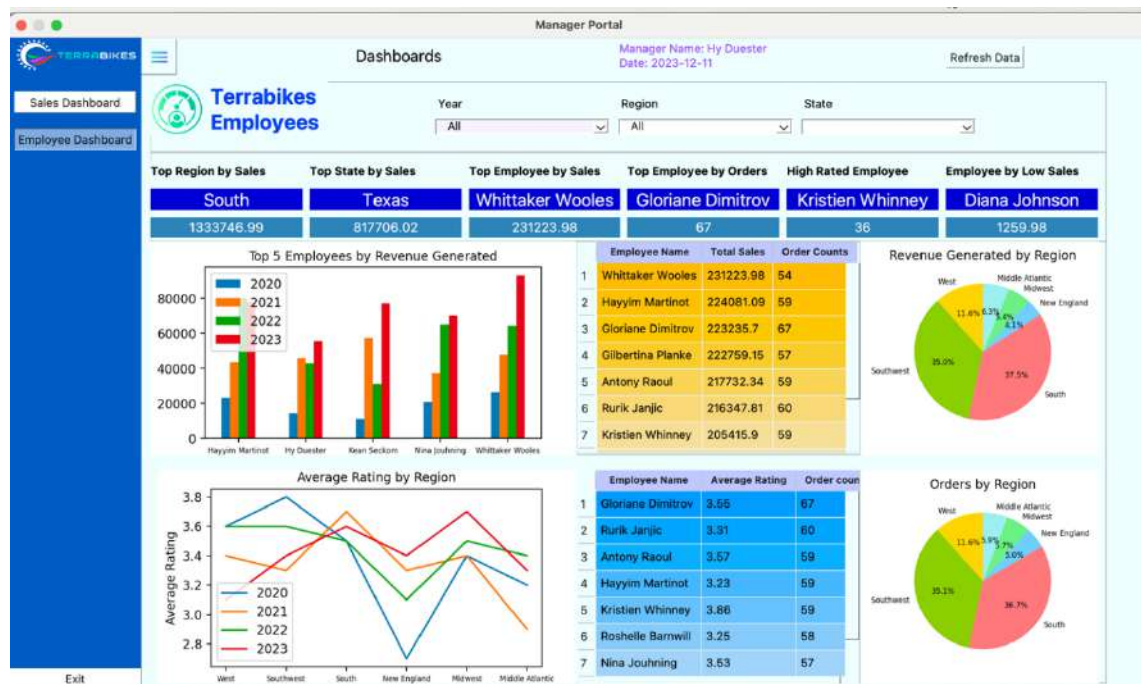 Manager Portal
TERRABIKES
Dashboards
Manager Name: Hy Duester
Date: 2023-12-11
Refresh Data
Sales Dashboard
Employee Dashboard
Exit
Terrabikes
Employees
Year
All
Region
All
State
Top Region by Sales
South
1333746.99
Top State by Sales
Texas
817706.02
Top Employee by Sales
Whittaker Wooles
231223.98
Top Employee by Orders
Gloriane Dimitrov
67
High Rated Employee
Kristien Whinney
36
Employee by Low Sales
Diana Johnson
1259.98
Top 5 Employees by Revenue Generated
80000
60000
40000
20000
0
2020
2021
2022
2023
Hayyim Martinot Hy Duester Kean Seckom Nina Jouhning Whittaker Wooles
Employee Name Total Sales Order Counts
1 Whittaker Wooles 231223.98 54
2 Hayyim Martinot 224081.09 59
3 Gloriane Dimitrov 223235.7 67
4 Gilbertina Planke 222759.15 57
5 Antony Raoul 217732.34 59
6 Rurik Janjic 216347.81 60
7 Kristien Whinney 205415.9 59
Revenue Generated by Region
West
11.6%
Middle Atlantic
6.3%
Midwest
New England
4.1%
Southwest
35.0%
South
37.5%
Average Rating by Region
Average Rating
3.8
3.6
3.4
3.2
3.0
2.8
2020
2021
2022
2023
West Southwest South New England Midwest Middle Atlantic
Employee Name Average Rating Order coun
1 Gloriane Dimitrov 3.55 67
2 Rurik Janjic 3.31 60
3 Antony Raoul 3.57 59
4 Hayyim Martinot 3.23 59
5 Kristien Whinney 3.86 59
6 Roshelle Barnwill 3.25 58
7 Nina Jouhning 3.53 57
Orders by Region
West
11.6%
Middle Atlantic
5.9%
Midwest
5.7%
New England
5.0%
Southwest
35.1%
South
36.7%